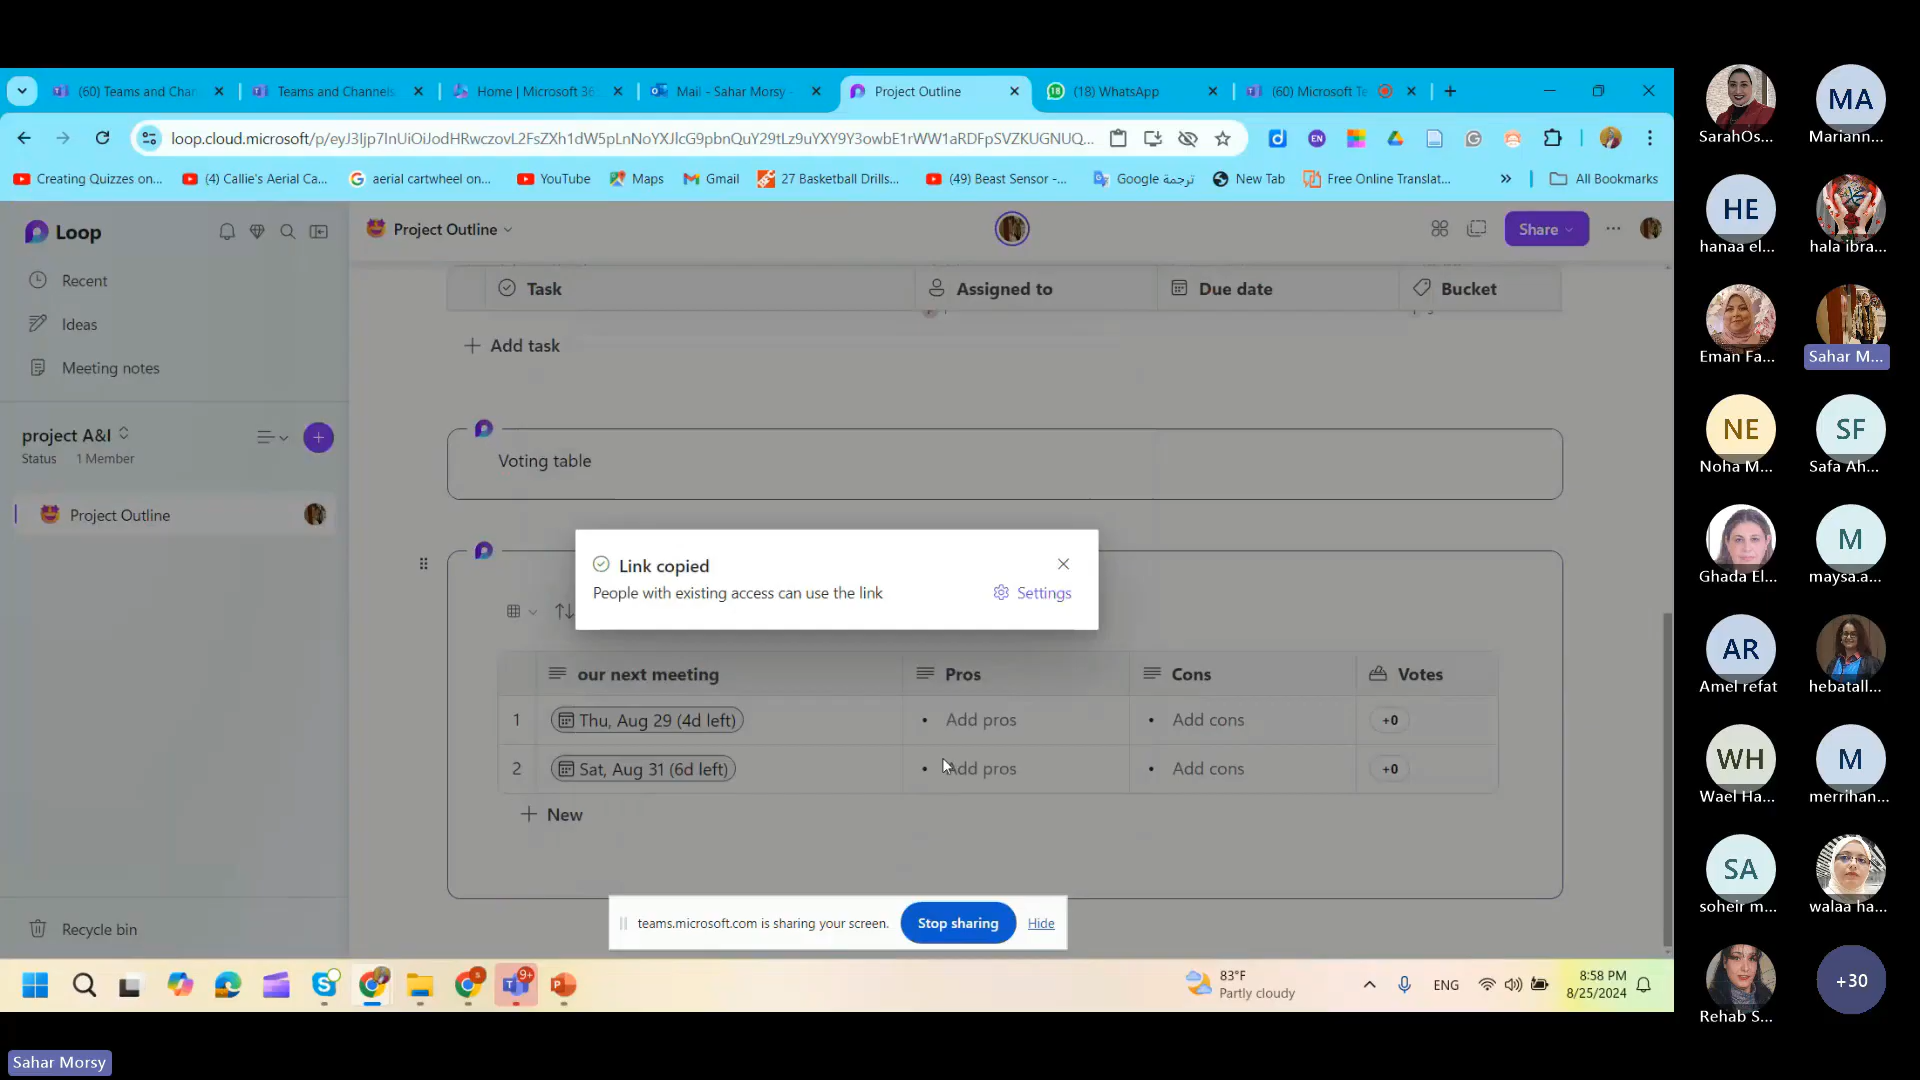 (60) Teams and Chan
Teams and Channels
Home | Microsoft 36
Mail - Sahar Morsy -
Project Outline
(18) WhatsApp
(60) Microsoft Te
Creating Quizzes on...
(4) Callie's Aerial Ca...
aerial cartwheel on...
YouTube
Maps
Gmail
27 Basketball Drills...
(49) Beast Sensor -...
Google ترجمة
New Tab
Free Online Translat...
»
All Bookmarks
Loop
Project Outline
Share
Recent
Ideas
Meeting notes
project A&I
Status 1 Member
Project Outline
Recycle bin
Task
Assigned to
Due date
Bucket
+ Add task
Voting table
Link copied
People with existing access can use the link
Settings
our next meeting
Pros
Cons
Votes
1
Thu, Aug 29 (4d left)
• Add pros
• Add cons
+0
2
Sat, Aug 31 (6d left)
• Add pros
• Add cons
+0
+ New
teams.microsoft.com is sharing your screen.
Stop sharing
Hide
83°F
Partly cloudy
ENG
8:58 PM
8/25/2024
9+
Sahar Morsy
SarahOs...
MA
Mariann...
HE
hanaa el...
hala ibra...
Eman Fa...
Sahar M...
NE
Noha M...
SF
Safa Ah...
Ghada El...
M
maysa.a...
AR
Amel refat
hebatall...
WH
Wael Ha...
M
merrihan...
SA
soheir m...
walaa ha...
Rehab S...
+30